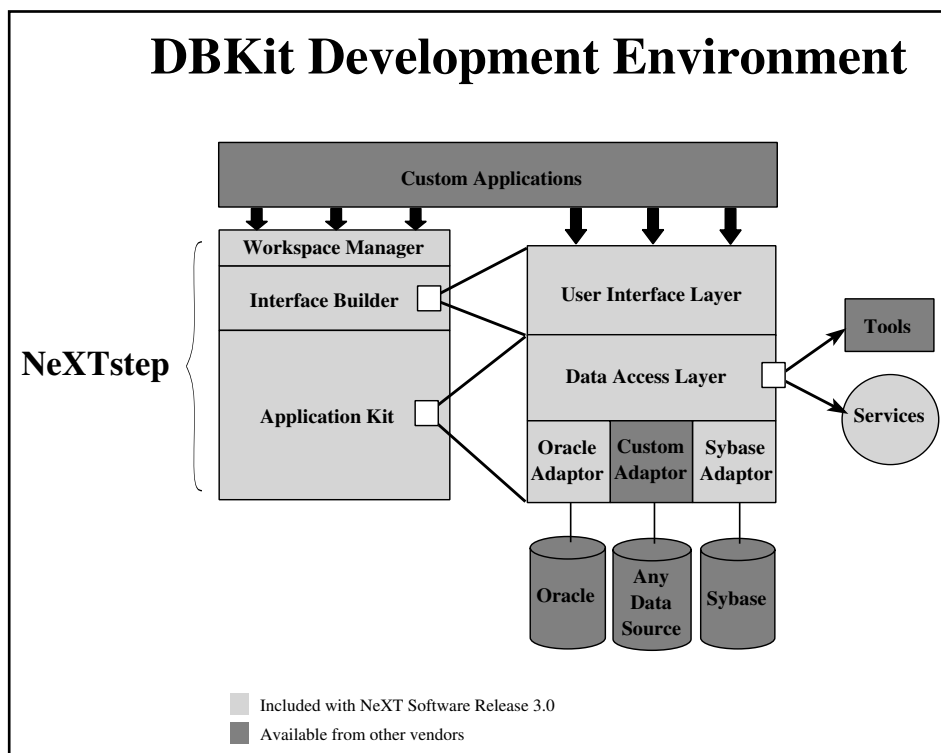 DBKit Development Environment
Custom Applications
Workspace Manager
Interface Builder
User Interface Layer
Tools
NeXTstep
Data Access Layer
Application Kit
Services
Oracle
Adaptor
Custom
Adaptor
Sybase
Adaptor
Oracle
Any
Data
Source
Sybase
Included with NeXT Software Release 3.0
Available from other vendors